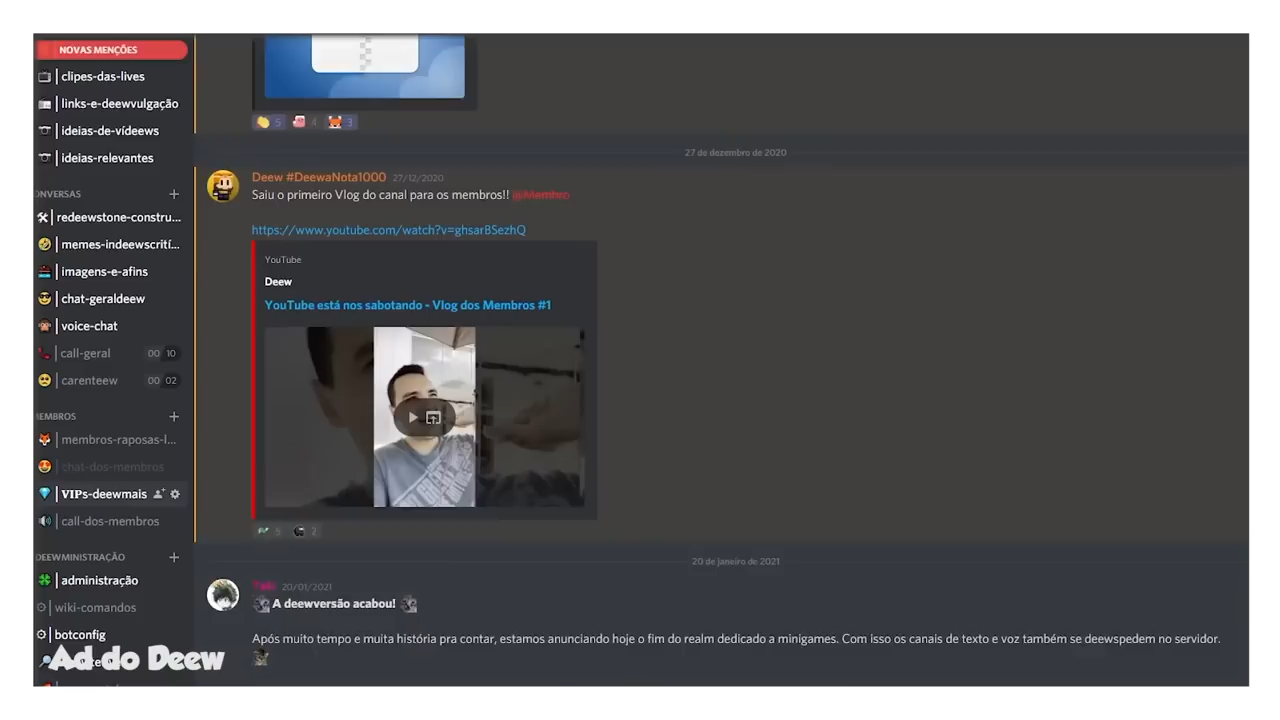 NOVAS MENÇÕES
clipes-das-lives
links-e-deewvulgação
ideias-de-vídeews
ideias-relevantes
ONVERSAS
redeewstone-constru...
memes-indeewscrití...
imagens-e-afins
chat-geraldeew
voice-chat
call-geral 00 10
carenteew 00 02
EMBROS
membros-raposas-l...
chat-dos-membros
VIPs-deewmais
call-dos-membros
DEEWMINISTRAÇÃO
administração
wiki-comandos
botconfig
Ad do Deew
5 4 3
27 de dezembro de 2020
Deew #DeewaNota1000 27/12/2020
Saiu o primeiro Vlog do canal para os membros!! @Membro
https://www.youtube.com/watch?v=ghsarBSezhQ
YouTube
Deew
YouTube está nos sabotando - Vlog dos Membros #1
5 2
20 de janeiro de 2021
20/01/2021
A deewversão acabou!
Após muito tempo e muita história pra contar, estamos anunciando hoje o fim do realm dedicado a minigames. Com isso os canais de texto e voz também se deewspedem no servidor.